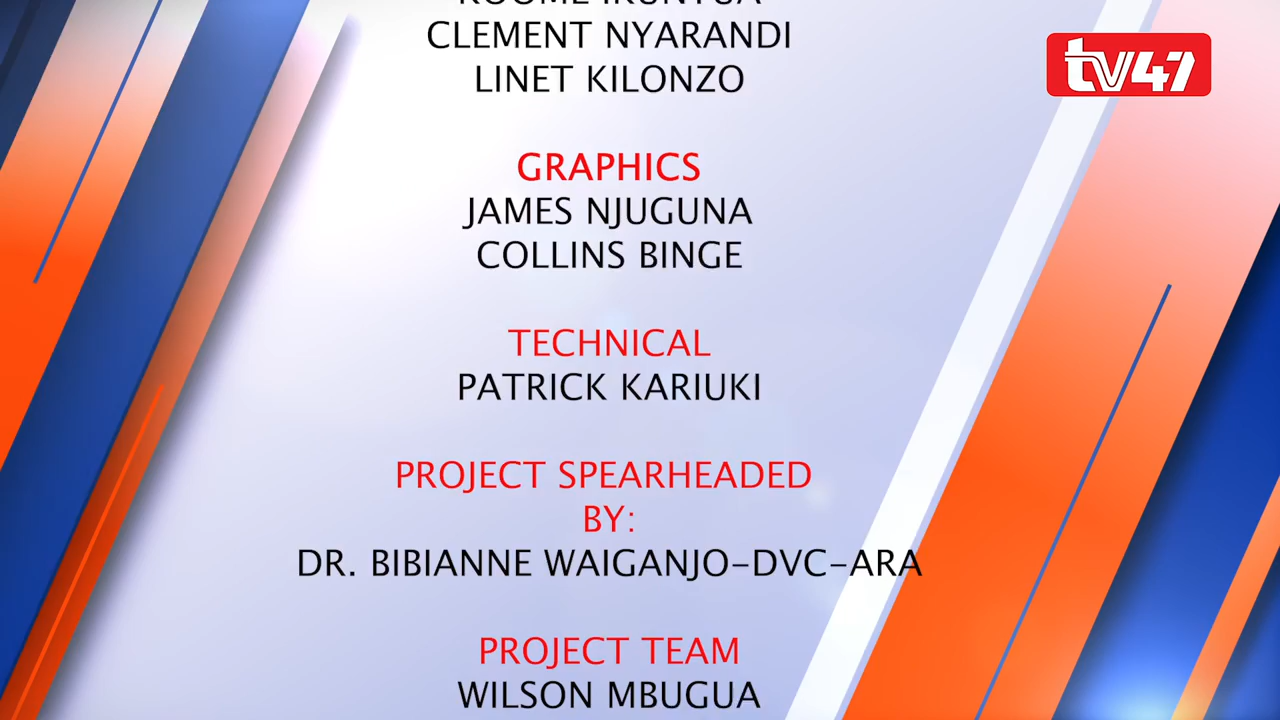 CLEMENT NYARANDI
LINET KILONZO
GRAPHICS
JAMES NJUGUNA
COLLINS BINGE
TECHNICAL
PATRICK KARIUKI
PROJECT SPEARHEADED
BY:
DR. BIBIANNE WAIGANJO-DVC-ARA
PROJECT TEAM
WILSON MBUGUA
tv47